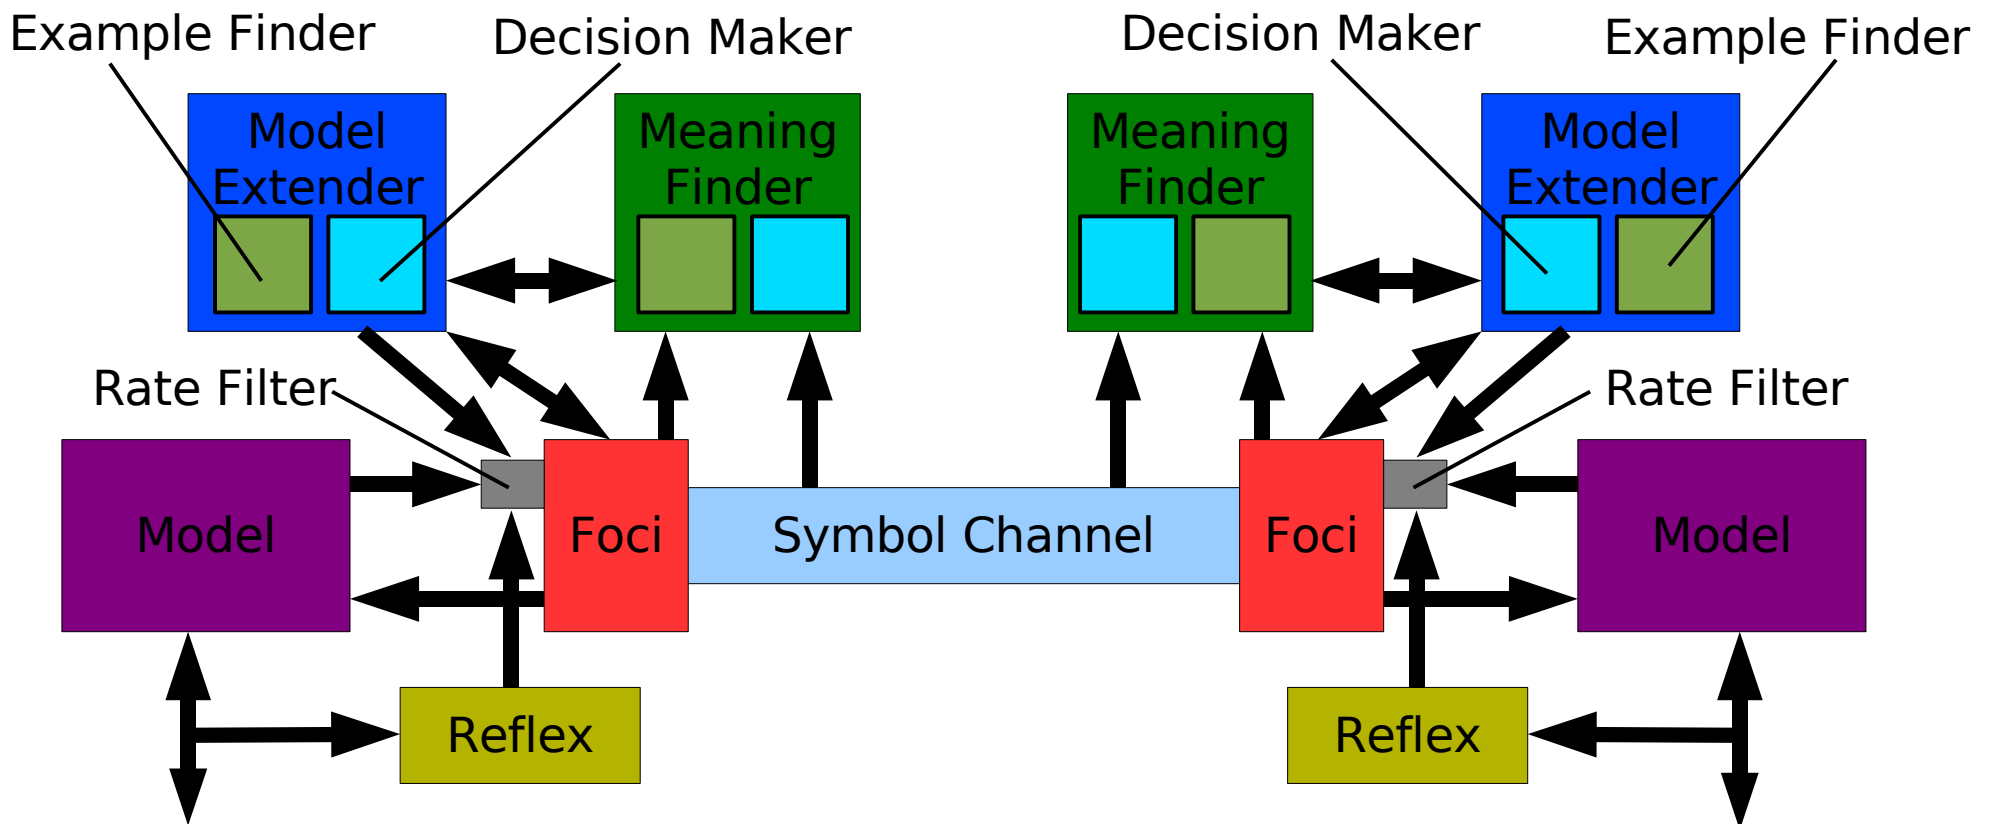 Example Finder
Decision Maker
Decision Maker
Example Finder
Model
Extender
Meaning
Finder
Meaning
Finder
Model
Extender
Rate Filter
Rate Filter
Model
Foci
Symbol Channel
Foci
Model
Reflex
Reflex